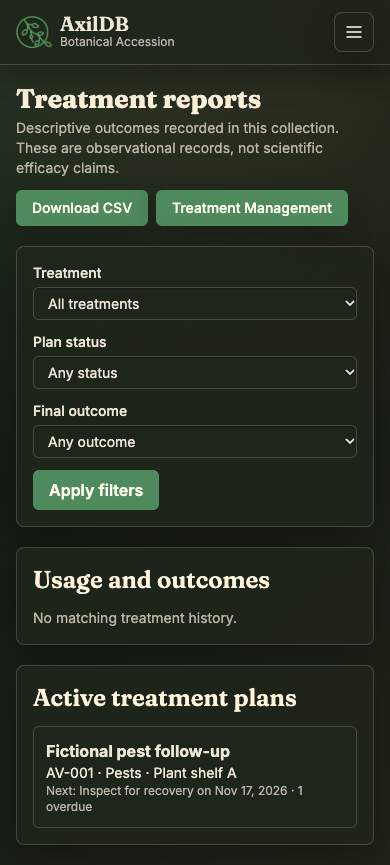 AxilDB
Botanical Accession
Treatment reports
Descriptive outcomes recorded in this collection.
These are observational records, not scientific
efficacy claims.
Download CSV
Treatment Management
Treatment
All treatments
Plan status
Any status
Final outcome
Any outcome
Apply filters
Usage and outcomes
No matching treatment history.
Active treatment plans
Fictional pest follow-up
AV-001 · Pests · Plant shelf A
Next: Inspect for recovery on Nov 17, 2026 · 1
overdue